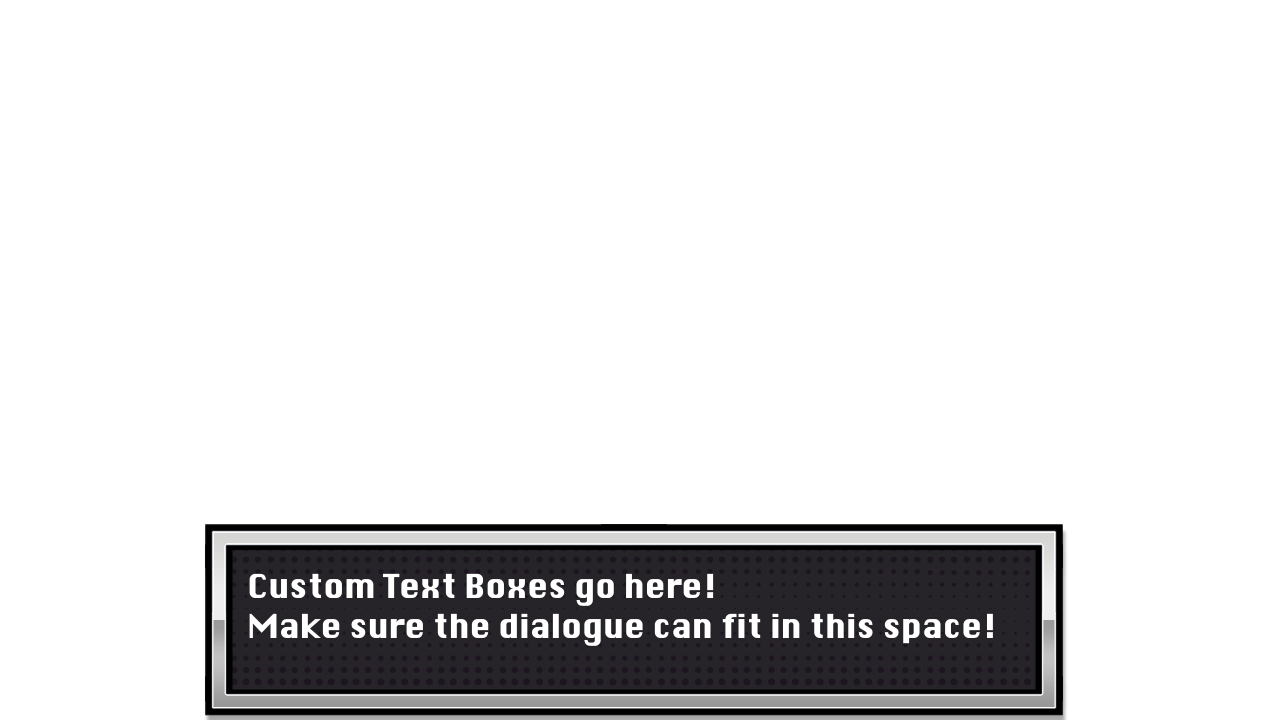 Custom Text Boxes go here!
Make sure the dialogue can fit in this space!